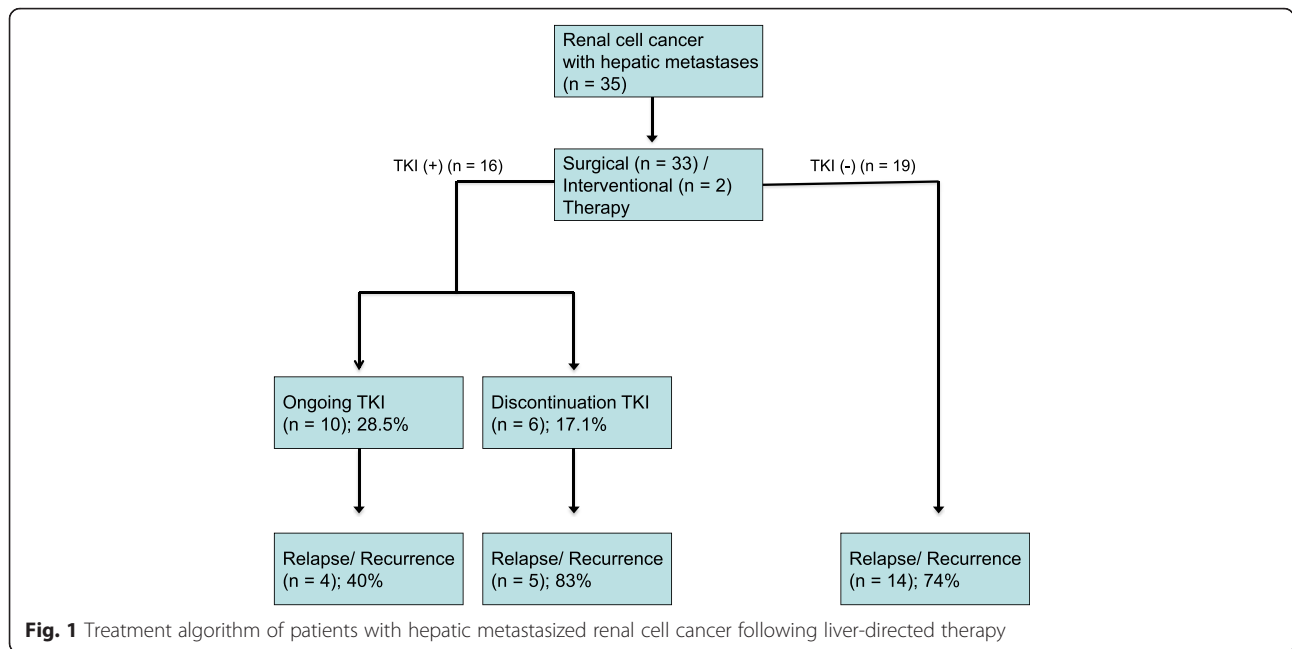 Renal cell cancer
with hepatic metastases
(n = 35)
TKI (+) (n = 16)
Surgical (n = 33) /
Interventional (n = 2)
Therapy
TKI (-) (n = 19)
Ongoing TKI
(n = 10); 28.5%
Discontinuation TKI
(n = 6); 17.1%
Relapse/ Recurrence
(n = 4); 40%
Relapse/ Recurrence
(n = 5); 83%
Relapse/ Recurrence
(n = 14); 74%
Fig. 1 Treatment algorithm of patients with hepatic metastasized renal cell cancer following liver-directed therapy